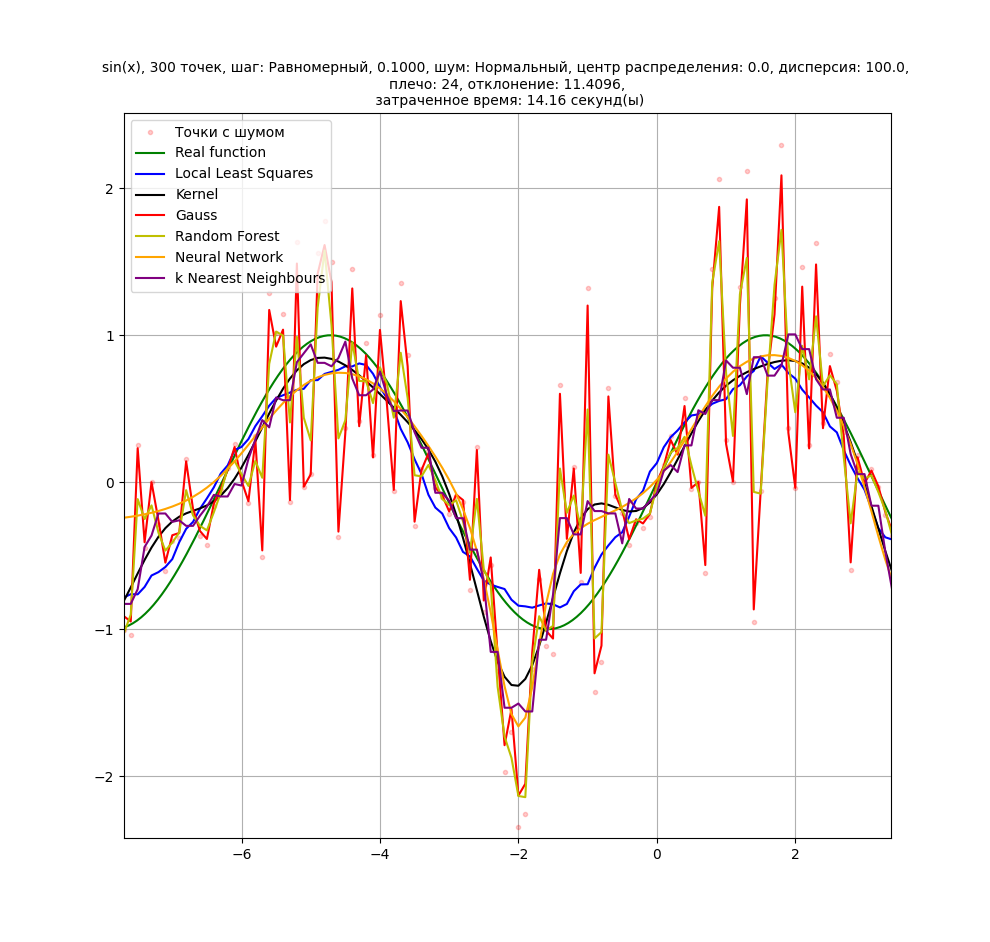 sin(x), 300 точек, шаг: Равномерный, 0.1000, шум: Нормальный, центр распределения: 0.0, дисперсия: 100.0,
плечо: 24, отклонение: 11.4096,
затраченное время: 14.16 секунд(ы)
Точки с шумом
Real function
Local Least Squares
Kernel
Gauss
Random Forest
Neural Network
k Nearest Neighbours
2
1
0
−1
−2
−6 −4 −2 0 2